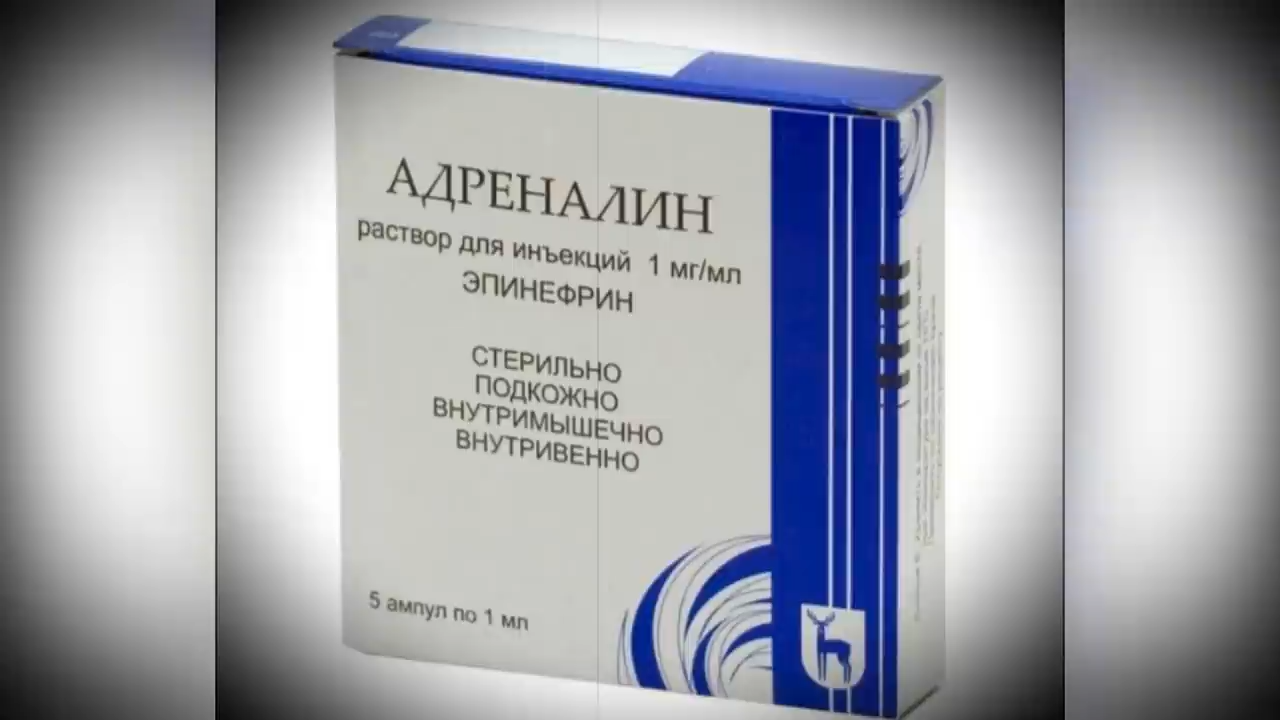 АДРЕНАЛИН
раствор для инъекций 1 мг/мл
ЭПИНЕФРИН
СТЕРИЛЬНО
ПОДКОЖНО
ВНУТРИМЫШЕЧНО
ВНУТРИВЕННО
5 ампул по 1 мл